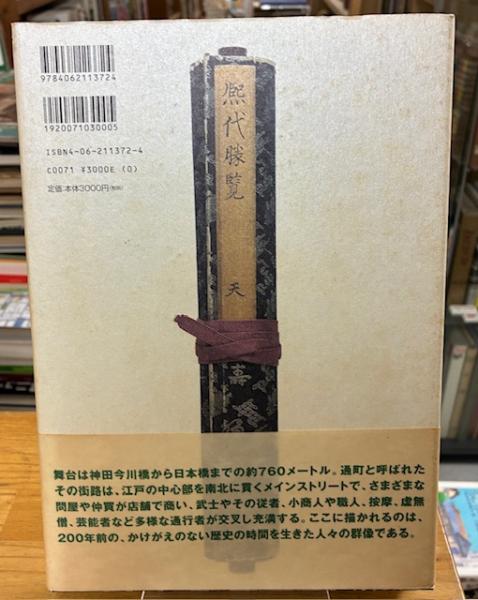 9784062113724
1920071030005
ISBN4-06-211372-4
C0071 ¥3000E (0)
定価:本体3000円(税別)
熈代勝覧
天
舞台は神田今川橋から日本橋までの約760メートル。通町と呼ばれた
その街路は、江戸の中心部を南北に貫くメインストリートで、さまざまな
問屋や仲買が店舗で商い、武士やその従者、小商人や職人、按摩、虚無
僧、芸能者など多様な通行者が交叉し充満する。ここに描かれるのは、
200年前の、かけがえのない歴史の時間を生きた人々の群像である。